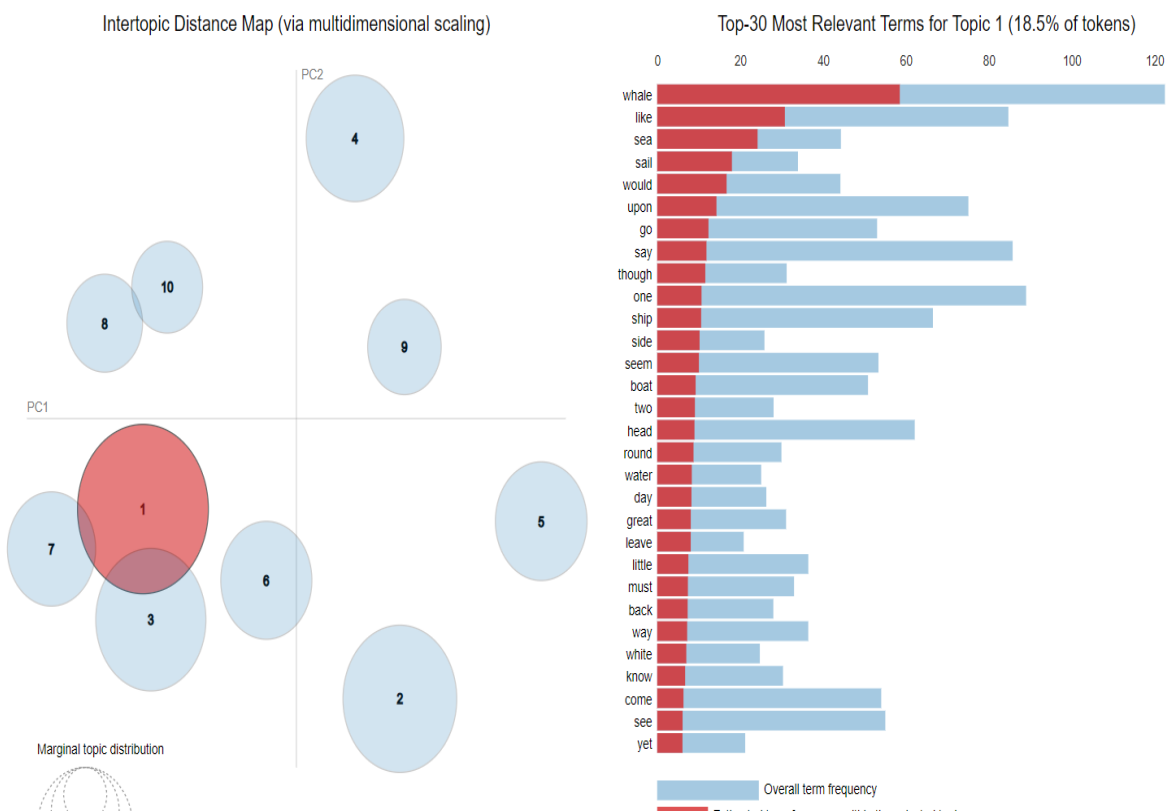 Intertopic Distance Map (via multidimensional scaling)
PC2
4
10
8
9
PC1
1
7
5
6
3
2
Marginal topic distribution
Top-30 Most Relevant Terms for Topic 1 (18.5% of tokens)
0 20 40 60 80 100 120
whale
like
sea
sail
would
upon
go
say
though
one
ship
side
seem
boat
two
head
round
water
day
great
leave
little
must
back
way
white
know
come
see
yet
Overall term frequency